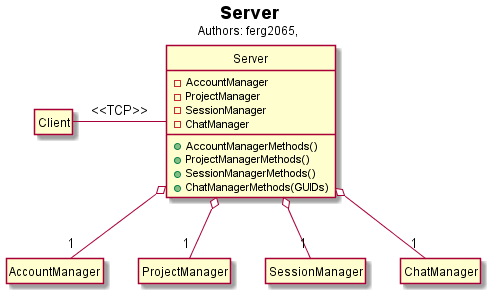 Server
Authors: ferg2065,
Server
AccountManager
ProjectManager
SessionManager
ChatManager
AccountManagerMethods()
ProjectManagerMethods()
SessionManagerMethods()
ChatManagerMethods(GUIDs)
Client
<<TCP>>
1
1
1
1
AccountManager
ProjectManager
SessionManager
ChatManager